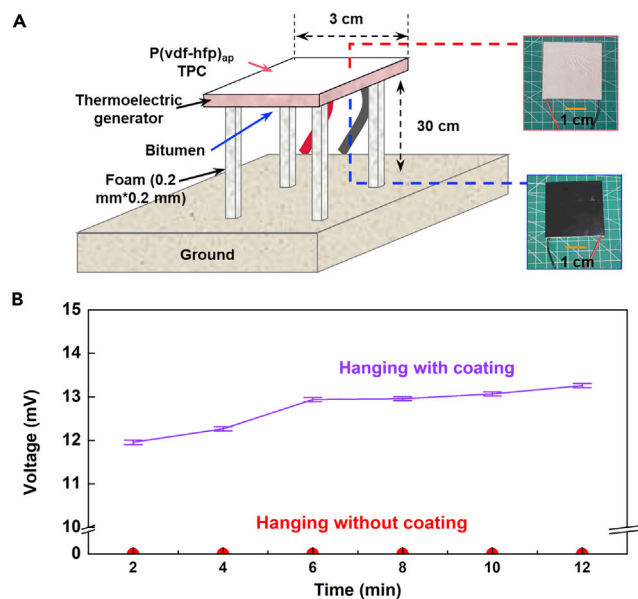 A
3 cm
P(vdf-hfp)ap
TPC
Thermoelectric
generator
Bitumen
Foam (0.2
mm*0.2 mm)
30 cm
Ground
1 cm
1 cm
B
Voltage (mV)
15
14
13
12
11
10
0
Hanging with coating
Hanging without coating
2 4 6 8 10 12
Time (min)